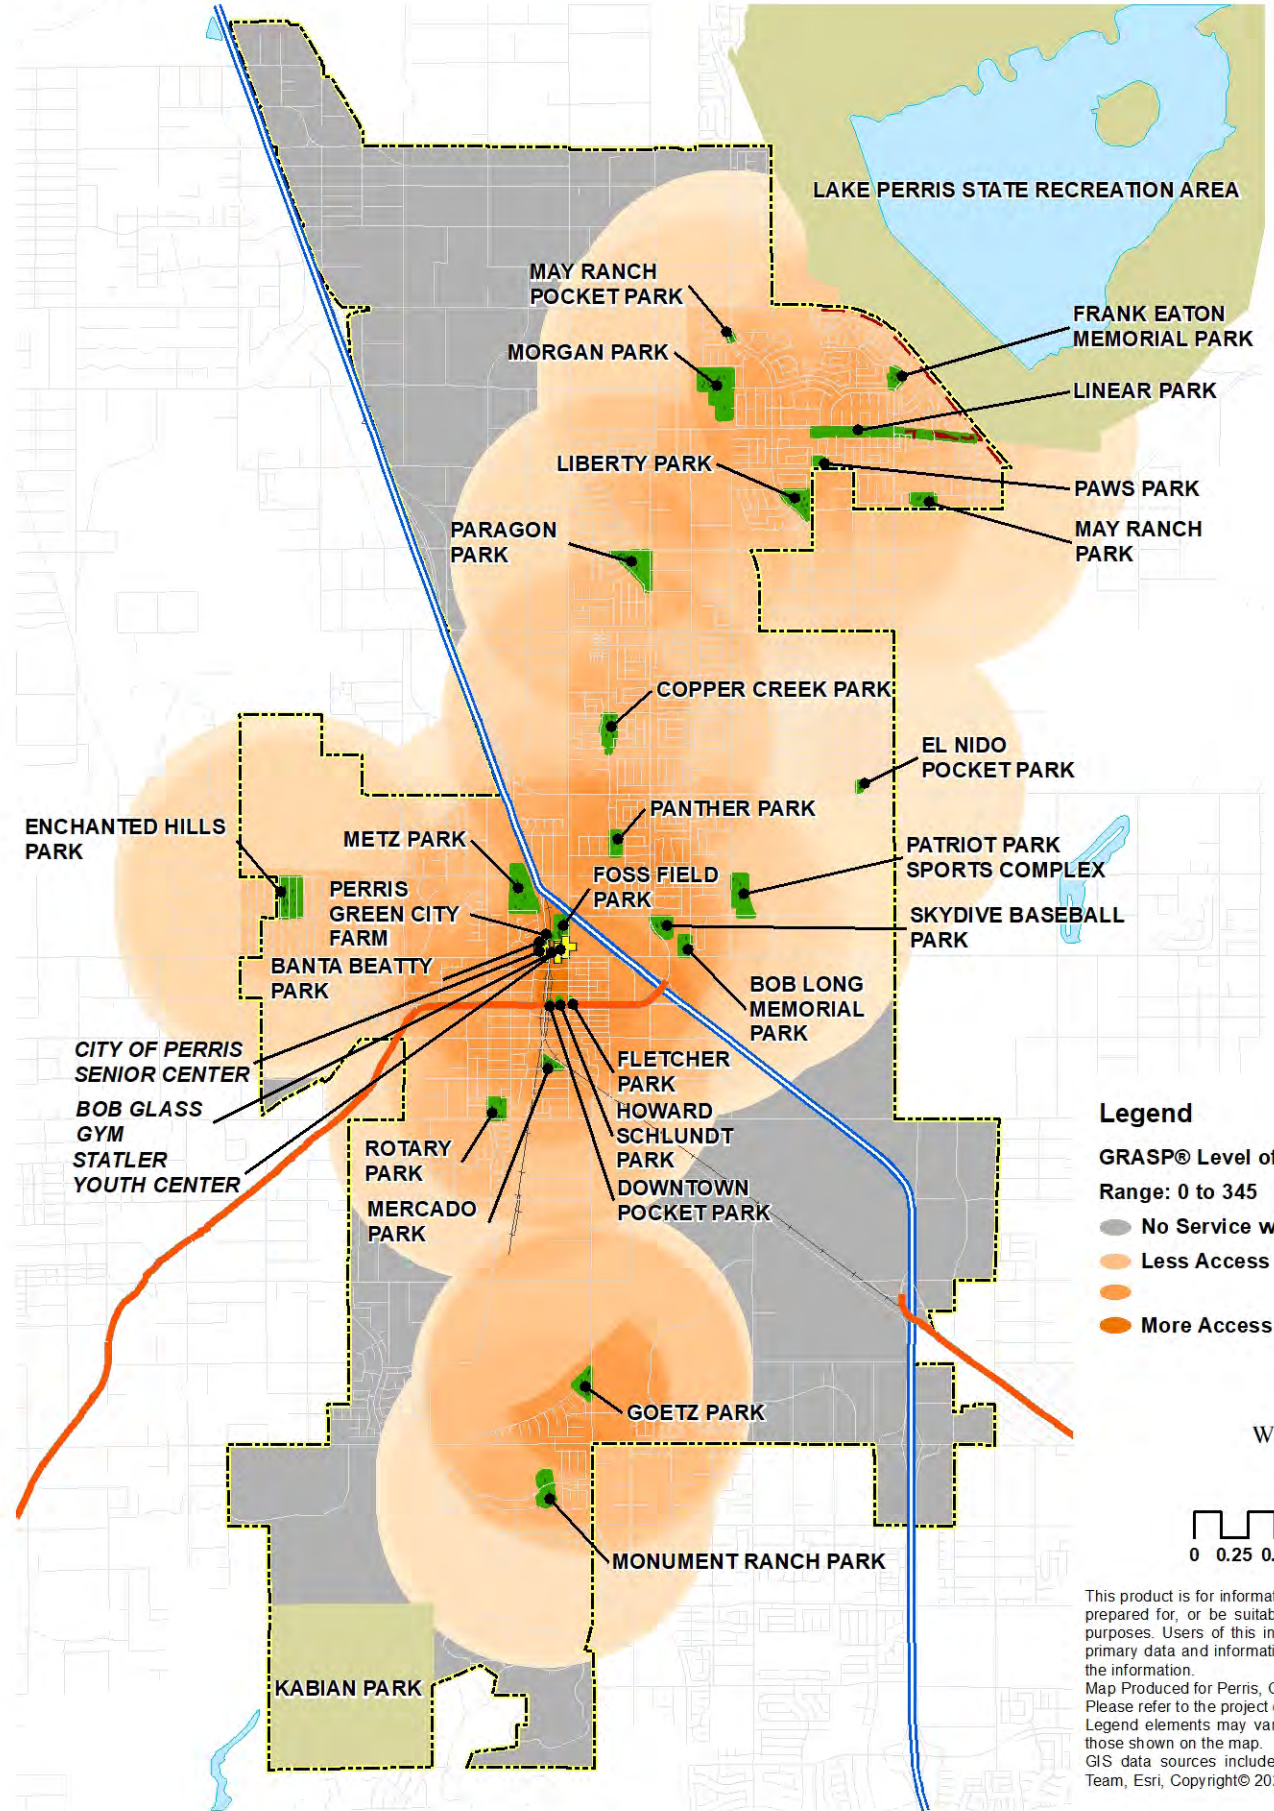 LAKE PERRIS STATE RECREATION AREA
MAY RANCH
POCKET PARK
MORGAN PARK
FRANK EATON
MEMORIAL PARK
LINEAR PARK
LIBERTY PARK
PAWS PARK
MAY RANCH
PARK
PARAGON
PARK
COPPER CREEK PARK
EL NIDO
POCKET PARK
ENCHANTED HILLS
PARK
METZ PARK
PANTHER PARK
PATRIOT PARK
SPORTS COMPLEX
PERRIS
GREEN CITY
FARM
FOSS FIELD
PARK
SKYDIVE BASEBALL
PARK
BANTA BEATTY
PARK
BOB LONG
MEMORIAL
PARK
CITY OF PERRIS
SENIOR CENTER
BOB GLASS
GYM
STATLER
YOUTH CENTER
FLETCHER
PARK
HOWARD
SCHLUNDT
PARK
DOWNTOWN
POCKET PARK
ROTARY
PARK
MERCADO
PARK
GOETZ PARK
MONUMENT RANCH PARK
KABIAN PARK
Legend
GRASP® Level of
Range: 0 to 345
No Service w
Less Access
More Access
W
0 0.25 0.
This product is for informat
prepared for, or be suitab
purposes. Users of this in
primary data and informati
the information.
Map Produced for Perris, C
Please refer to the project
Legend elements may var
those shown on the map.
GIS data sources include
Team, Esri, Copyright© 20